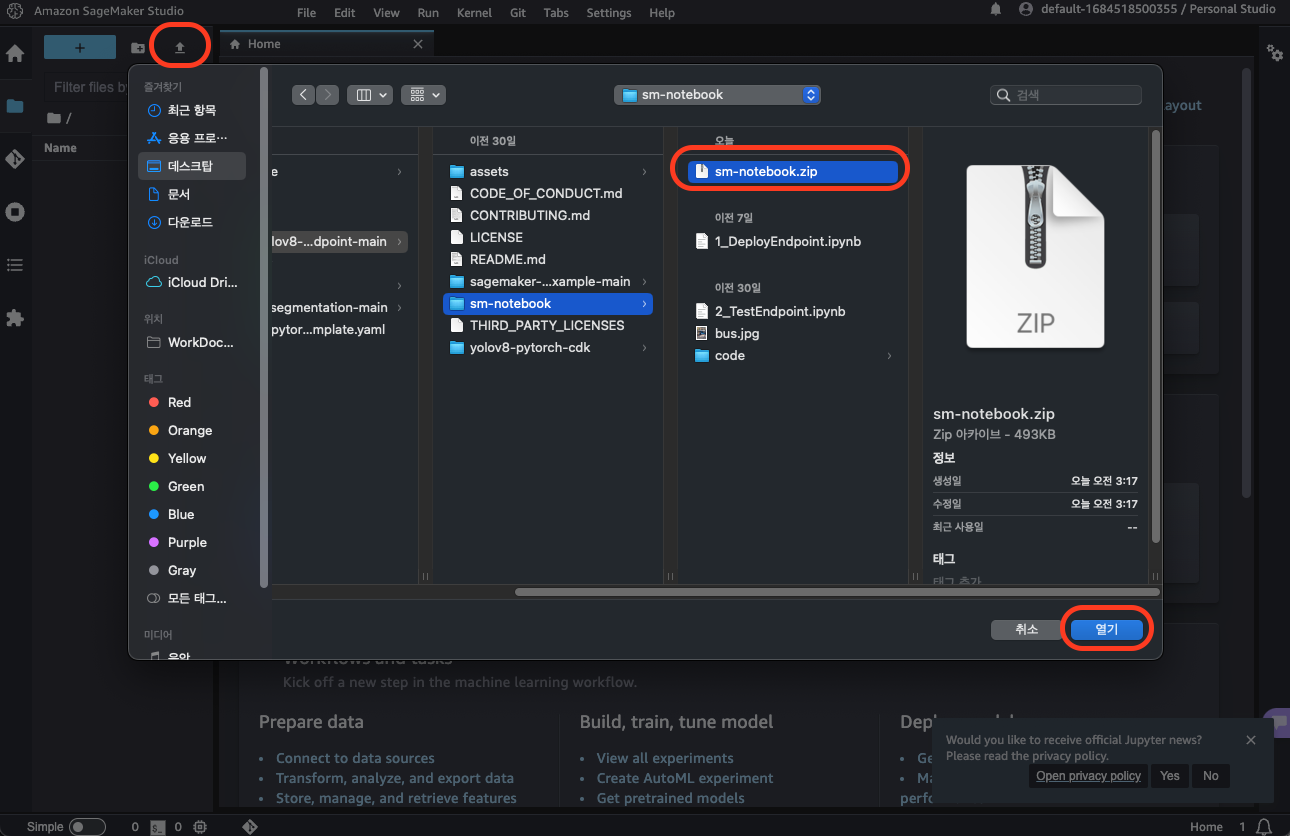 Amazon SageMaker Studio
File Edit View Run Kernel Git Tabs Settings Help
default-1684518500355 / Personal Studio
+
Home
Filter files by
/
Name
ayout
즐겨찾기
최근 항목
응용 프로…
데스크탑
문서
다운로드
iCloud
iCloud Dri...
위치
WorkDoc...
태그
Red
Orange
Yellow
Green
Blue
Purple
Gray
모든 태그...
미디어
음악
sm-notebook
검색
e
lov8-...dpoint-main
segmentation-main
pytor...mplate.yaml
이전 30일
assets
CODE_OF_CONDUCT.md
CONTRIBUTING.md
LICENSE
README.md
sagemaker-...xample-main
sm-notebook
THIRD_PARTY_LICENSES
yolov8-pytorch-cdk
오늘
sm-notebook.zip
이전 7일
1_DeployEndpoint.ipynb
이전 30일
2_TestEndpoint.ipynb
bus.jpg
code
ZIP
sm-notebook.zip
Zip 아카이브 - 493KB
정보
생성일 오늘 오전 3:17
수정일 오늘 오전 3:17
최근 사용일 --
태그
태그 추가
취소
열기
Workflows and tasks
Kick off a new step in the machine learning workflow.
Prepare data
• Connect to data sources
• Transform, analyze, and export data
• Store, manage, and retrieve features
Build, train, tune model
• View all experiments
• Create AutoML experiment
• Get pretrained models
Would you like to receive official Jupyter news?
Please read the privacy policy.
Open privacy policy Yes No
Simple 0 $_ 0
Home 1